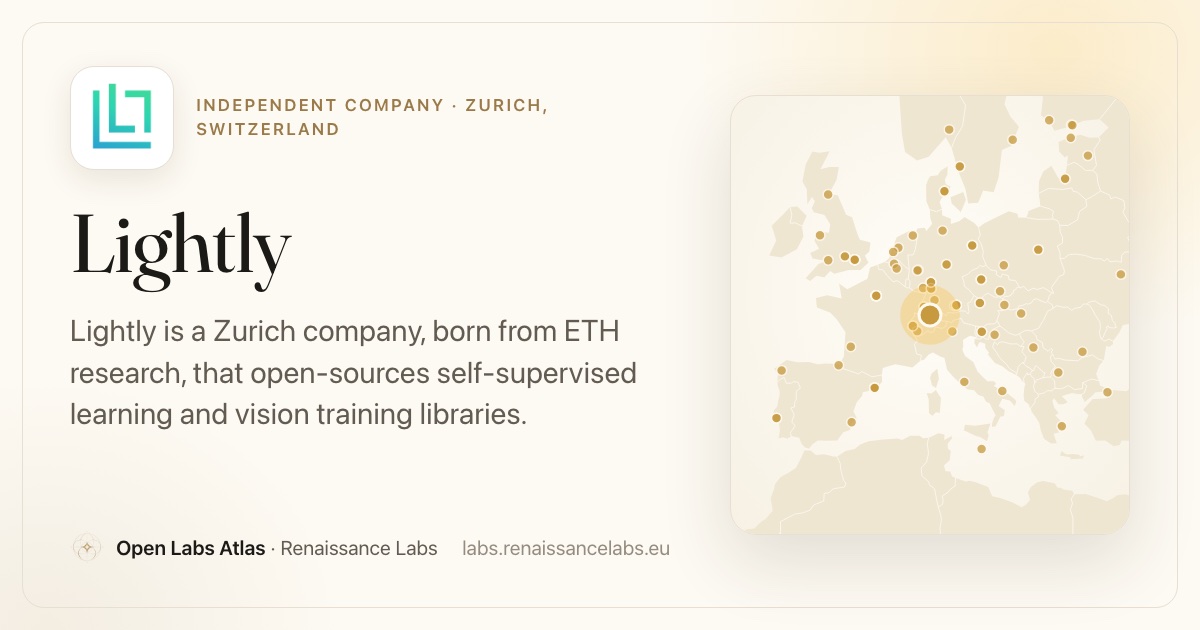 INDEPENDENT COMPANY · ZURICH,
SWITZERLAND
Lightly
Lightly is a Zurich company, born from ETH
research, that open-sources self-supervised
learning and vision training libraries.
Open Labs Atlas · Renaissance Labs labs.renaissancelabs.eu